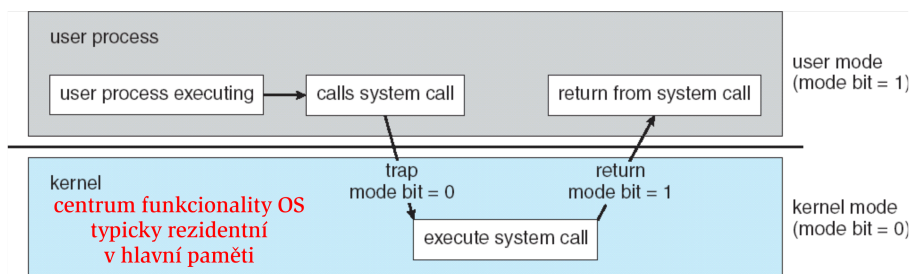 user process
user process executing
calls system call
return from system call
user mode
(mode bit = 1)
trap
mode bit = 0
return
mode bit = 1
kernel
centrum funkcionality OS
typicky rezidentní
v hlavní paměti
execute system call
kernel mode
(mode bit = 0)